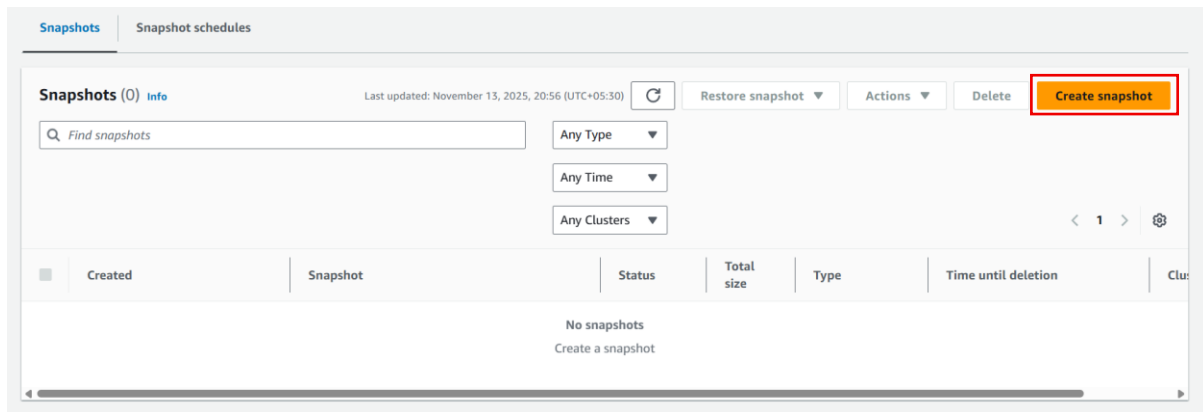 Snapshots Snapshot schedules
Snapshots (0) Info Last updated: November 13, 2025, 20:56 (UTC+05:30) Restore snapshot Actions Delete Create snapshot
Find snapshots Any Type
Any Time
Any Clusters 1
Created Snapshot Status Total size Type Time until deletion Clus
No snapshots
Create a snapshot